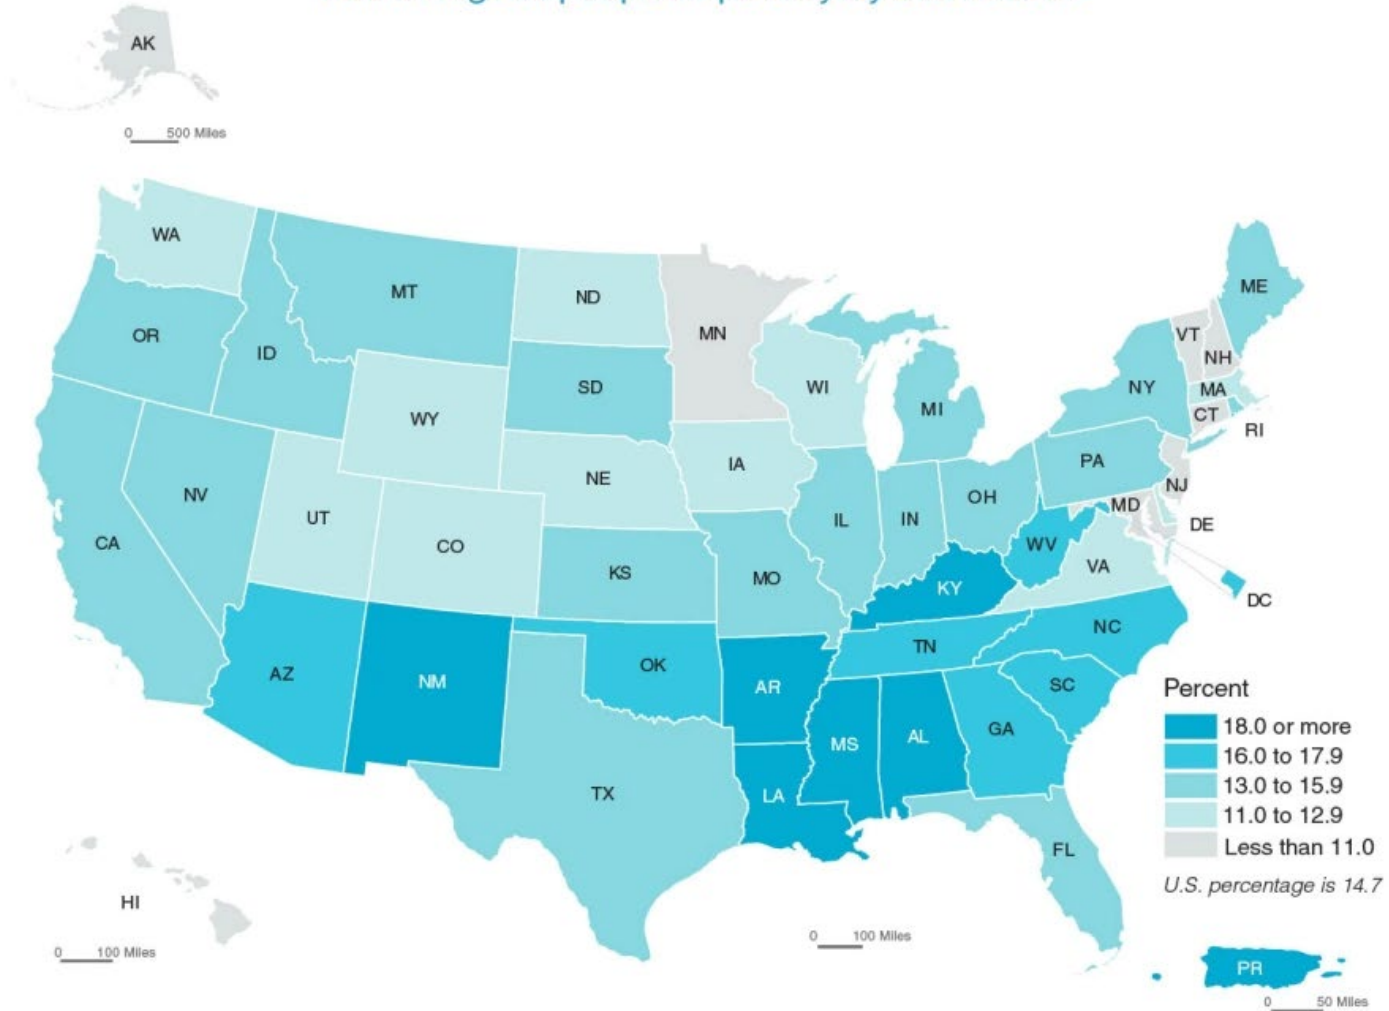 AK
0 500 Miles
WA
MT
ND
MN
ME
OR
ID
SD
WI
MI
VT
NH
NY
MA
CT
RI
WY
NE
IA
PA
NV
UT
CO
IL
IN
OH
NJ
MD
DE
CA
KS
MO
WV
VA
KY
DC
AZ
NM
OK
AR
TN
NC
SC
MS
AL
GA
TX
LA
FL
Percent
18.0 or more
16.0 to 17.9
13.0 to 15.9
11.0 to 12.9
Less than 11.0
U.S. percentage is 14.7
HI
0 100 Miles
0 100 Miles
PR
0 50 Miles